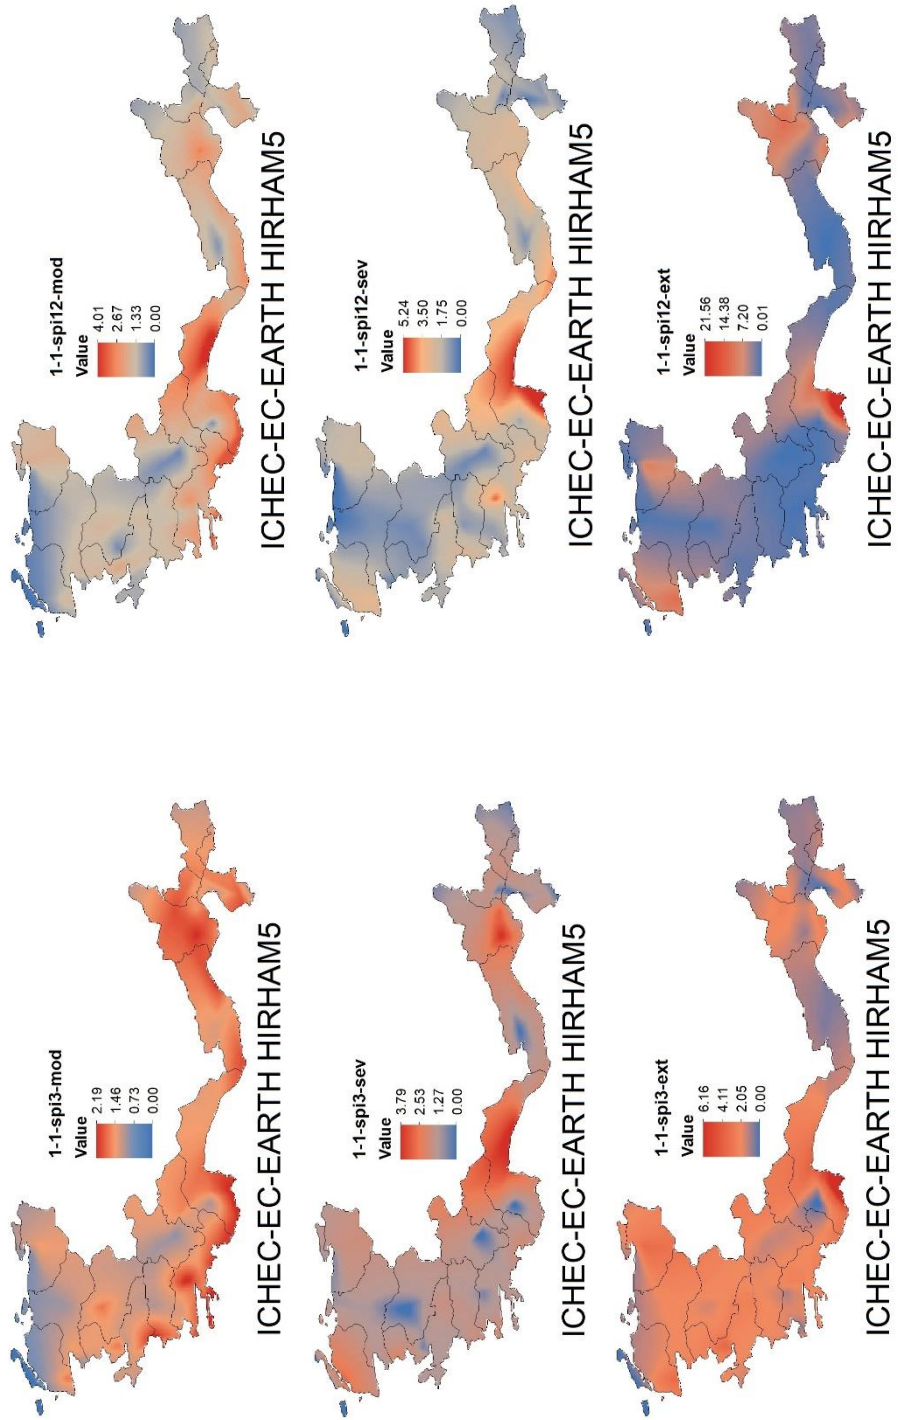 1-1-spi3-mod
Value
2.19
1.46
0.73
0.00
ICHEC-EC-EARTH HIRHAM5
1-1-spi12-mod
Value
4.01
2.67
1.33
0.00
ICHEC-EC-EARTH HIRHAM5
1-1-spi3-sev
Value
3.79
2.53
1.27
0.00
ICHEC-EC-EARTH HIRHAM5
1-1-spi12-sev
Value
5.24
3.50
1.75
0.00
ICHEC-EC-EARTH HIRHAM5
1-1-spi3-ext
Value
6.16
4.11
2.05
0.00
ICHEC-EC-EARTH HIRHAM5
1-1-spi12-ext
Value
21.56
14.38
7.20
0.01
ICHEC-EC-EARTH HIRHAM5